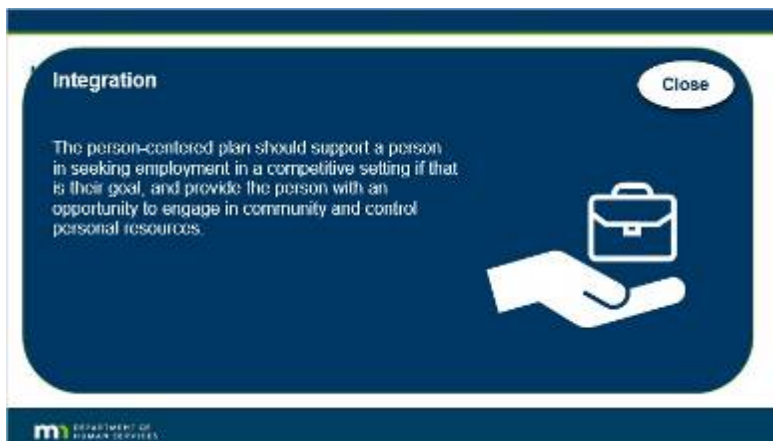 Integration
Close
The person-centered plan should support a person
in seeking employment in a competitive setting if that
is their goal, and provide the person with an
opportunity to engage in community and control
personal resources.
mn DEPARTMENT OF
HUMAN SERVICES